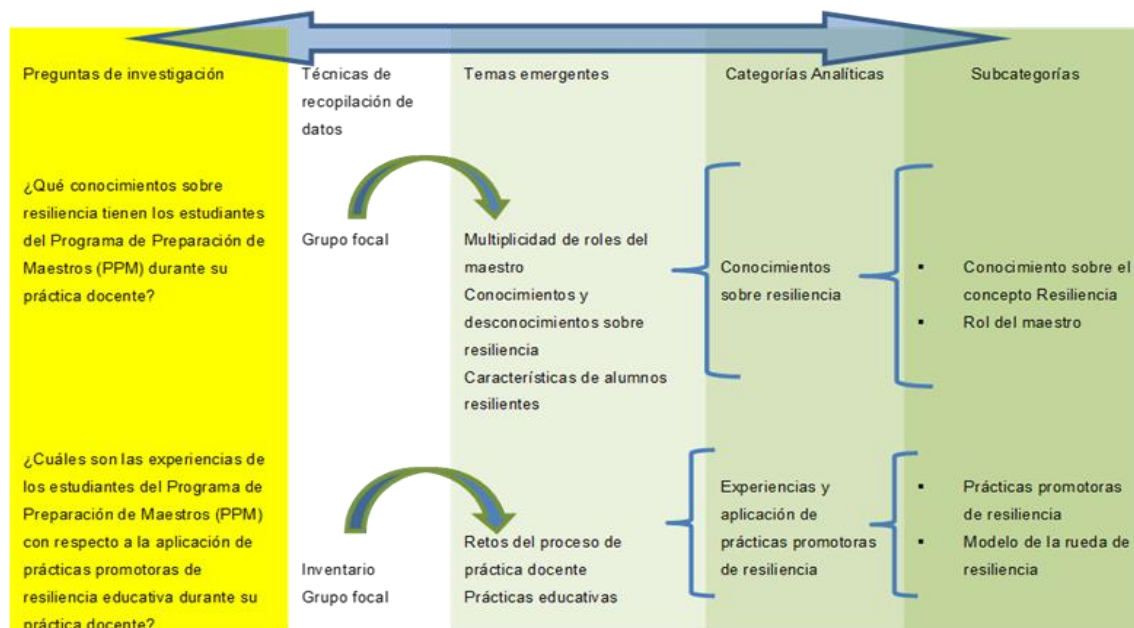 Preguntas de investigación
Técnicas de
recopilación de
datos
Temas emergentes
Categorías Analíticas
Subcategorías
¿Qué conocimientos sobre
resiliencia tienen los estudiantes
del Programa de Preparación de
Maestros (PPM) durante su
práctica docente?
Grupo focal
Multiplicidad de roles del
maestro
Conocimientos y
desconocimientos sobre
resiliencia
Características de alumnos
resilientes
Conocimientos
sobre resiliencia
▪ Conocimiento sobre el
concepto Resiliencia
▪ Rol del maestro
¿Cuáles son las experiencias de
los estudiantes del Programa de
Preparación de Maestros (PPM)
con respecto a la aplicación de
prácticas promotoras de
resiliencia educativa durante su
práctica docente?
Inventario
Grupo focal
Retos del proceso de
práctica docente
Prácticas educativas
Experiencias y
aplicación de
prácticas promotoras
de resiliencia
▪ Prácticas promotoras
de resiliencia
▪ Modelo de la rueda de
resiliencia